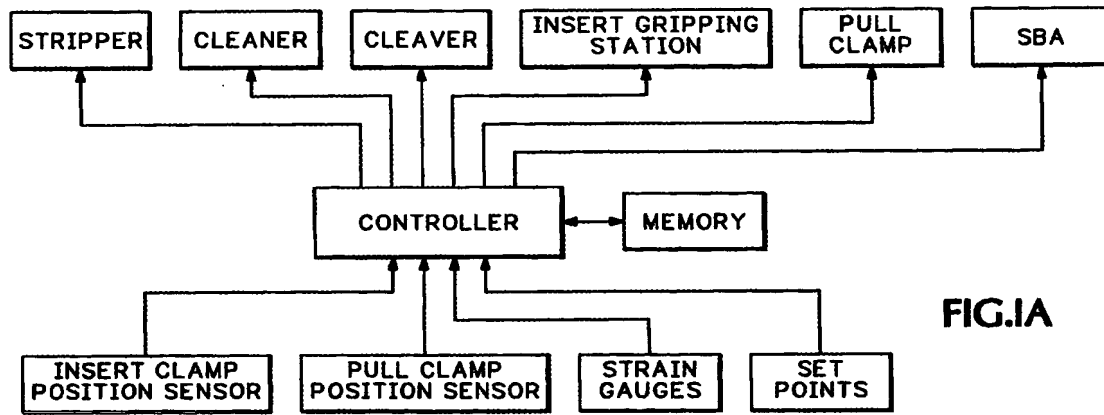 STRIPPER
CLEANER
CLEAVER
INSERT GRIPPING
STATION
PULL
CLAMP
SBA
CONTROLLER
MEMORY
FIG.1A
INSERT CLAMP
POSITION SENSOR
PULL CLAMP
POSITION SENSOR
STRAIN
GAUGES
SET
POINTS